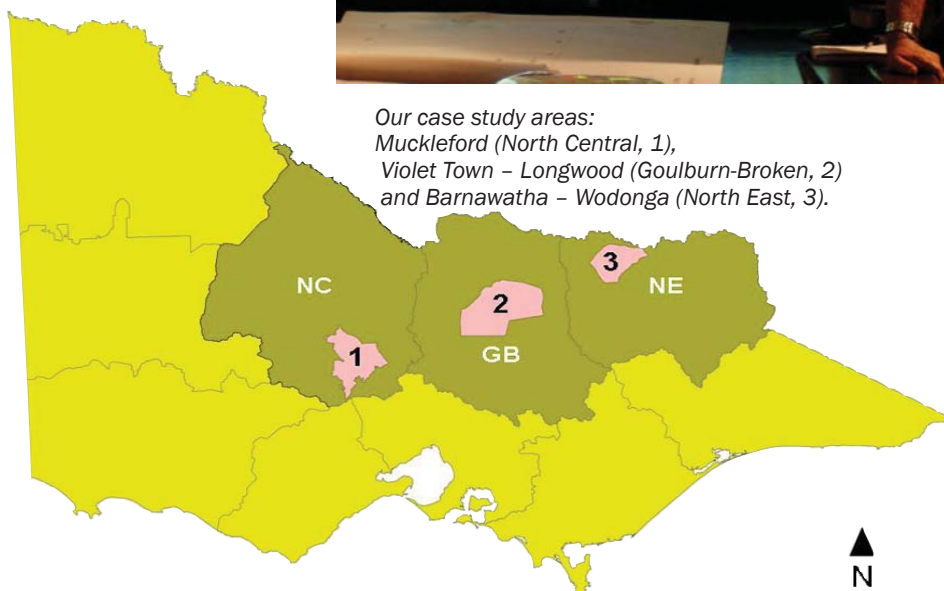 Our case study areas:
Muckleford (North Central, 1),
Violet Town – Longwood (Goulburn-Broken, 2)
and Barnawatha – Wodonga (North East, 3).
3
NC
NE
2
1
GB
N